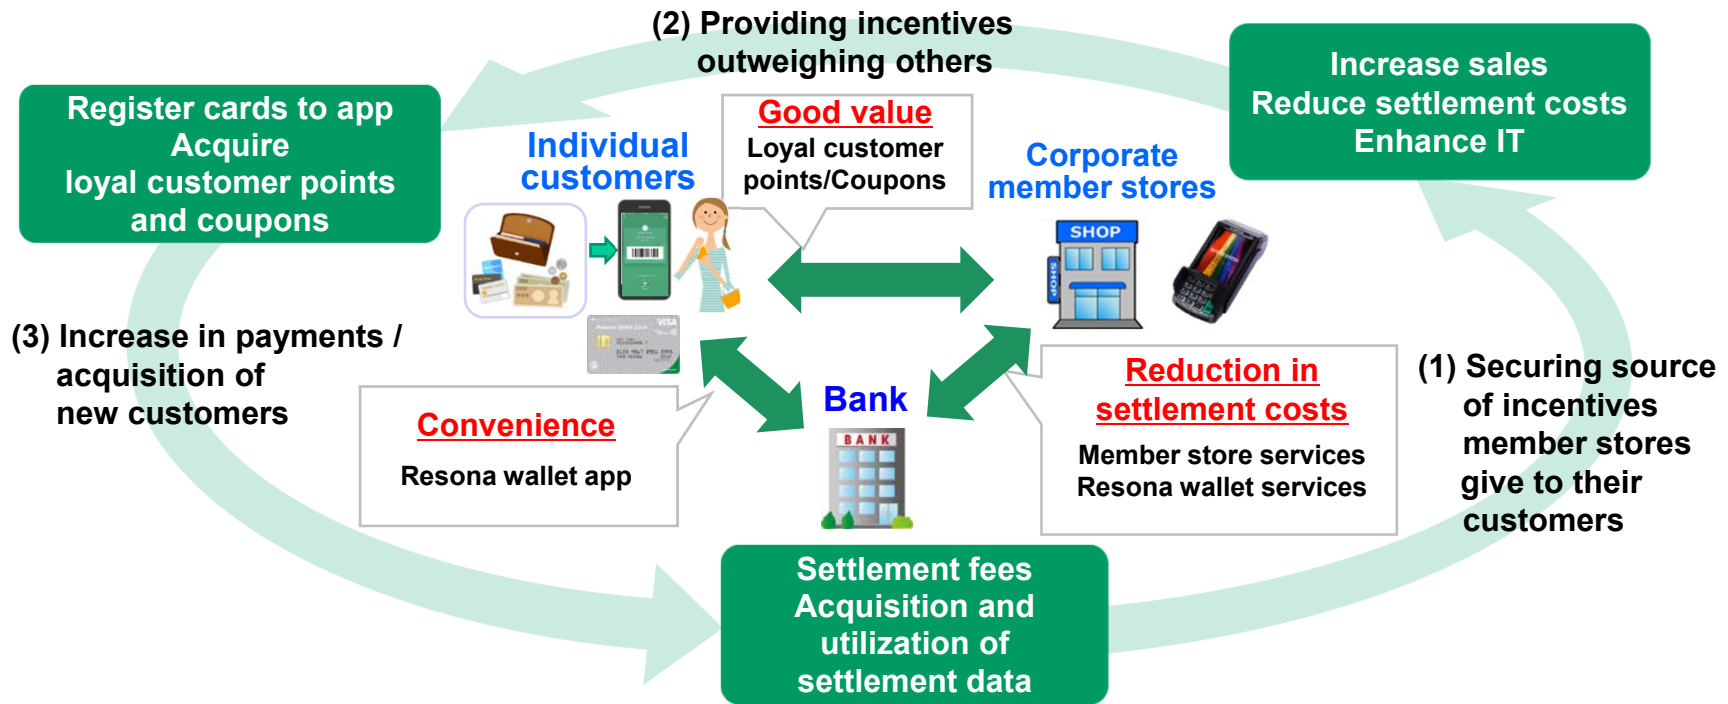 (2) Providing incentives
outweighing others
Increase sales
Reduce settlement costs
Enhance IT
Register cards to app
Acquire
loyal customer points
and coupons
Good value
Loyal customer
points/Coupons
Individual
customers
Corporate
member stores
SHOP
SHOP
VISA
(3) Increase in payments /
acquisition of
new customers
Convenience
Resona wallet app
Bank
BANK
Reduction in
settlement costs
Member store services
Resona wallet services
(1) Securing source
of incentives
member stores
give to their
customers
Settlement fees
Acquisition and
utilization of
settlement data